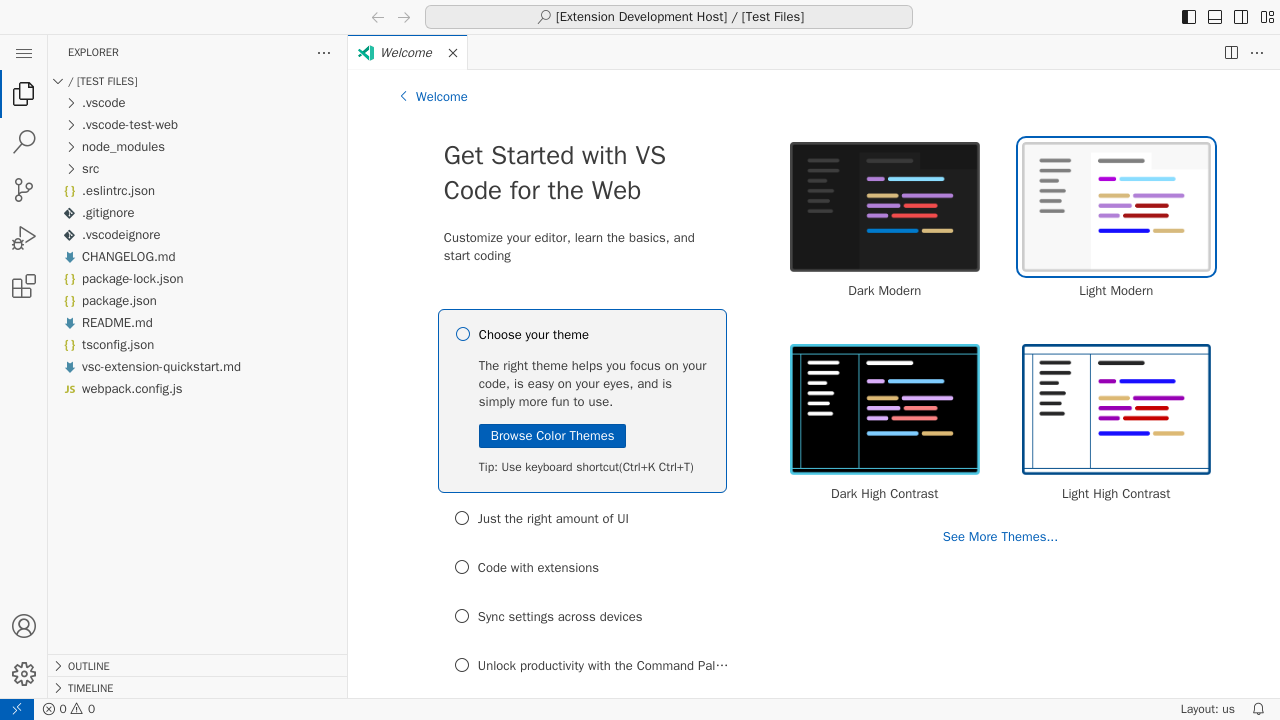 [Extension Development Host] / [Test Files]
EXPLORER
/ [TEST FILES]
.vscode
.vscode-test-web
node_modules
src
.eslintrc.json
.gitignore
.vscodeignore
CHANGELOG.md
package-lock.json
package.json
README.md
tsconfig.json
vsc-extension-quickstart.md
JS webpack.config.js
OUTLINE
TIMELINE
Welcome
Welcome
Get Started with VS
Code for the Web
Customize your editor, learn the basics, and
start coding
Choose your theme
The right theme helps you focus on your
code, is easy on your eyes, and is
simply more fun to use.
Browse Color Themes
Tip: Use keyboard shortcut(Ctrl+K Ctrl+T)
Just the right amount of UI
Code with extensions
Sync settings across devices
Unlock productivity with the Command Pal…
Dark Modern
Light Modern
Dark High Contrast
Light High Contrast
See More Themes...
0 0
Layout: us